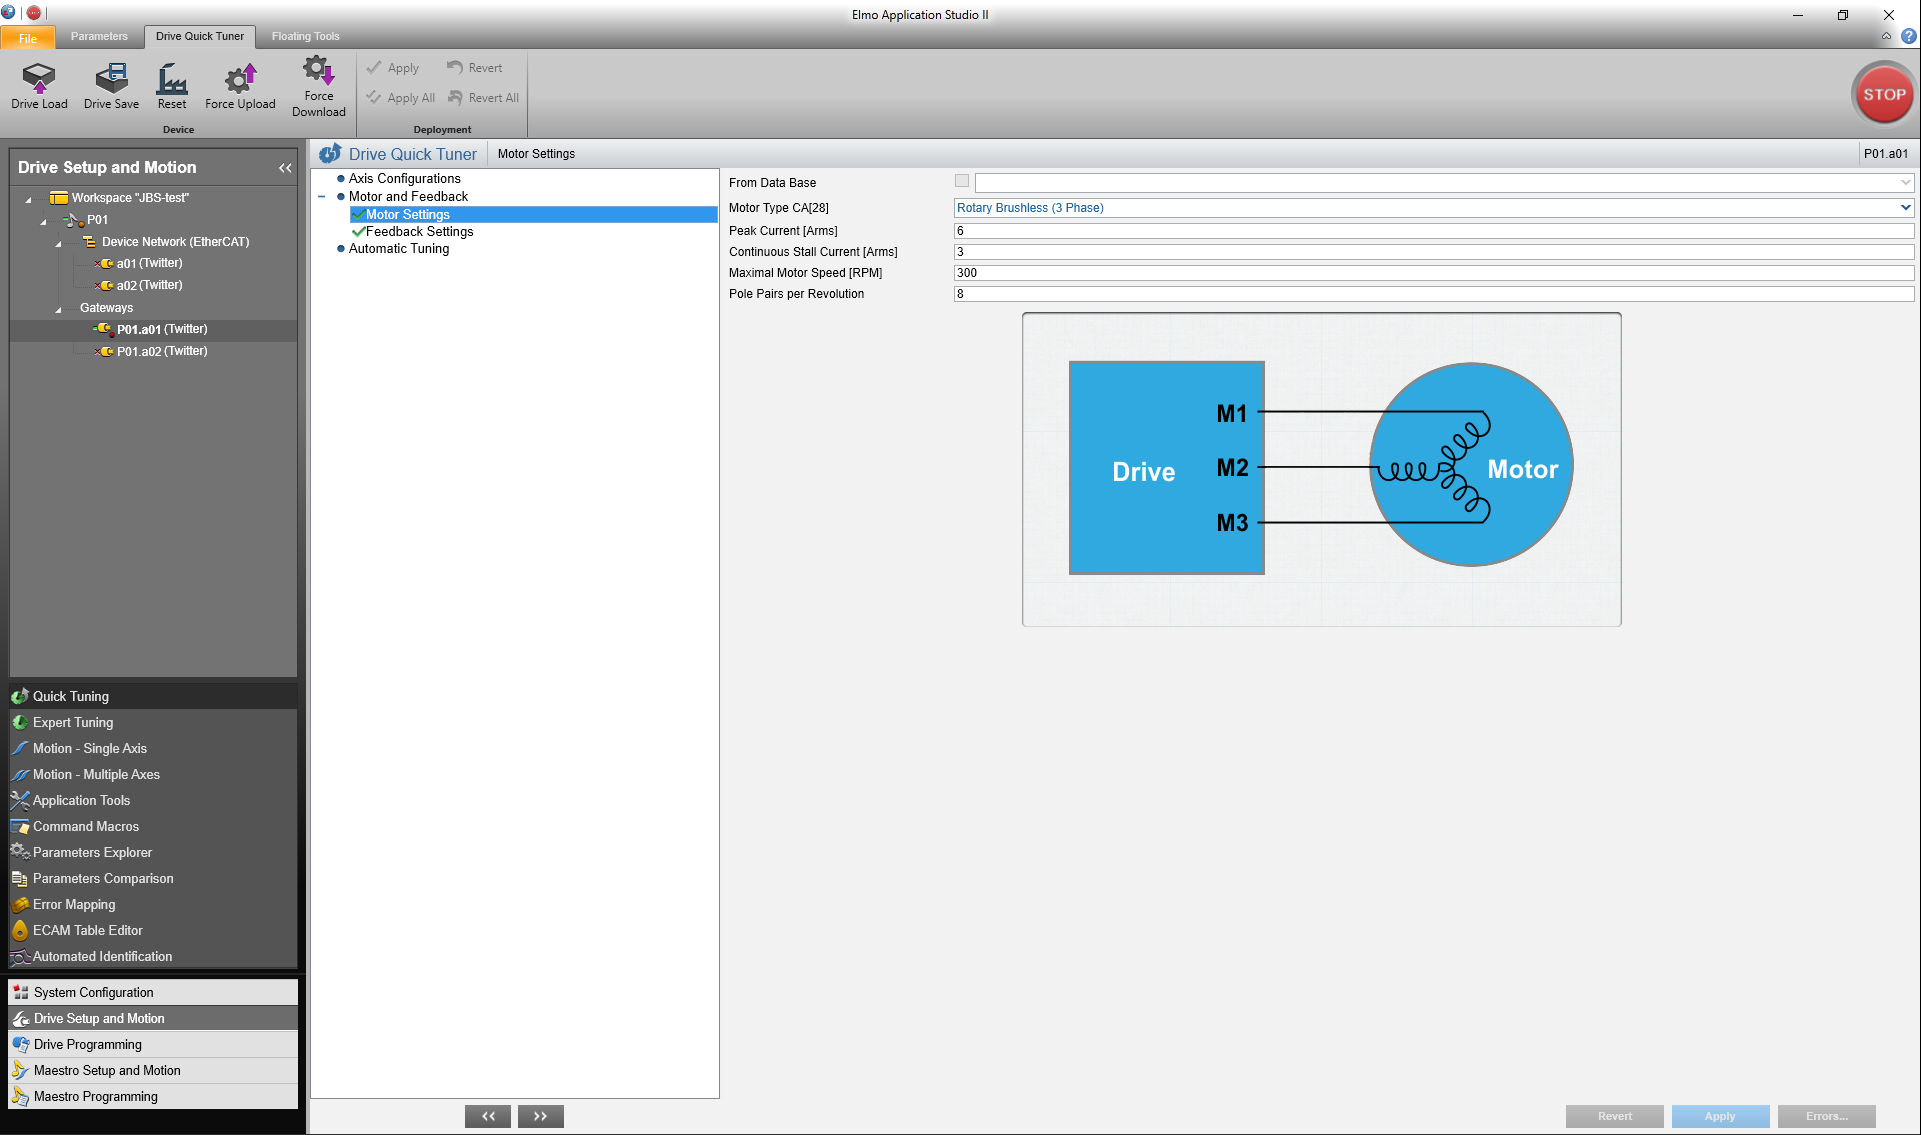 Elmo Application Studio II
File
Parameters
Drive Quick Tuner
Floating Tools
Drive Load
Drive Save
Reset
Force Upload
Force
Download
Device
Apply
Revert
Apply All
Revert All
Deployment
STOP
Drive Setup and Motion
Workspace "JBS-test"
P01
Device Network (EtherCAT)
a01 (Twitter)
a02 (Twitter)
Gateways
P01.a01 (Twitter)
P01.a02 (Twitter)
Quick Tuning
Expert Tuning
Motion - Single Axis
Motion - Multiple Axes
Application Tools
Command Macros
Parameters Explorer
Parameters Comparison
Error Mapping
ECAM Table Editor
Automated Identification
System Configuration
Drive Setup and Motion
Drive Programming
Maestro Setup and Motion
Maestro Programming
Drive Quick Tuner
Motor Settings
P01.a01
Axis Configurations
Motor and Feedback
Motor Settings
Feedback Settings
Automatic Tuning
From Data Base
Motor Type CA[28] Rotary Brushless (3 Phase)
Peak Current [Arms] 6
Continuous Stall Current [Arms] 3
Maximal Motor Speed [RPM] 300
Pole Pairs per Revolution 8
M1
Drive M2 Motor
M3
<< >>
Revert
Apply
Errors...